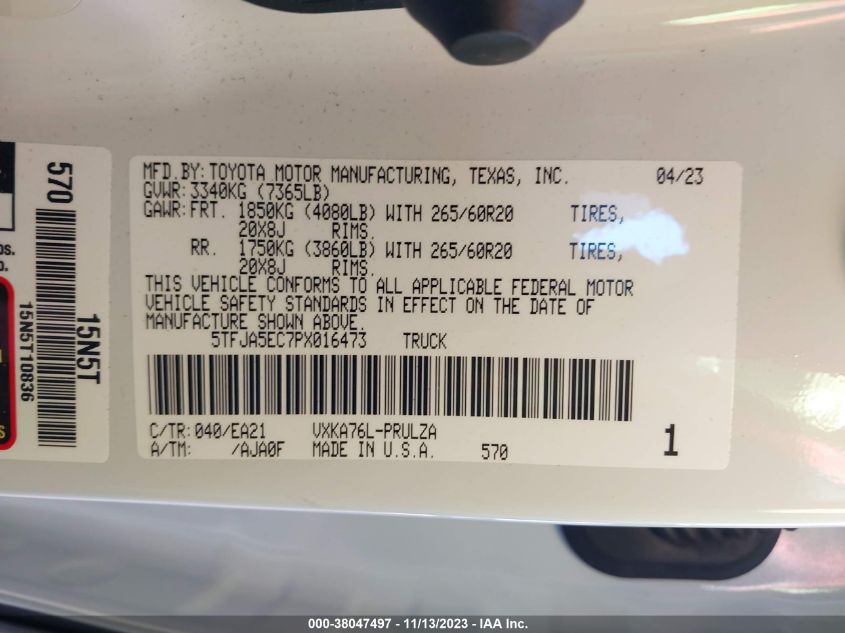 MFD.BY:TOYOTA MOTOR MANUFACTURING, TEXAS, INC. 04/23
GVWR:3340KG (7365LB)
GAWR:FRT. 1850KG (4080LB) WITH 265/60R20 TIRES,
20X8J RIMS.
RR. 1750KG (3860LB) WITH 265/60R20 TIRES,
20X8J RIMS.
THIS VEHICLE CONFORMS TO ALL APPLICABLE FEDERAL MOTOR
VEHICLE SAFETY STANDARDS IN EFFECT ON THE DATE OF
MANUFACTURE SHOWN ABOVE.
5TFJA5EC7PX016473 TRUCK
C/TR:040/EA21 VXKA76L-PRULZA
A/TM: /AJA0F MADE IN U.S.A. 570
1
570
15N5T
15N5T10836
000-38047497 - 11/13/2023 - IAA Inc.